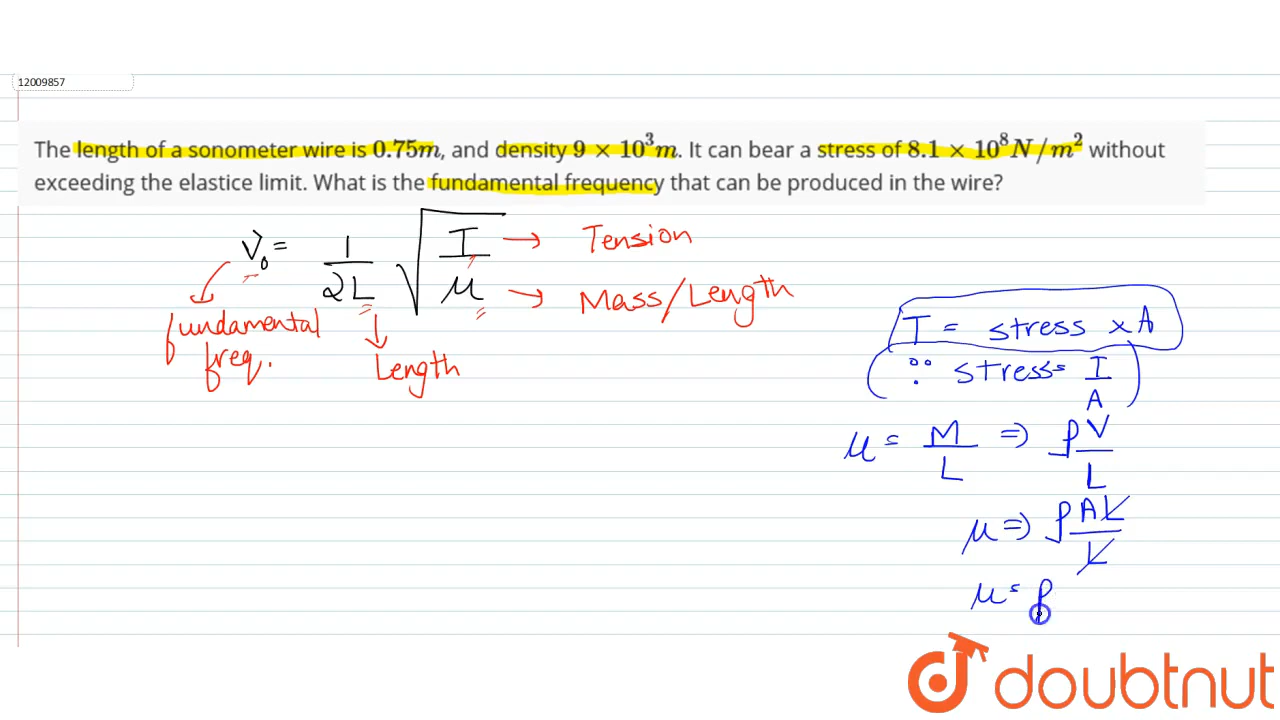 12009857
The length of a sonometer wire is 0.75m, and density 9 × 10³m. It can bear a stress of 8.1 × 10⁸N/m² without
exceeding the elastice limit. What is the fundamental frequency that can be produced in the wire?
ν₀ = 1/2L √(T/μ) → Tension
→ Mass/Length
fundamental
freq.
Length
T = stress × A
(∵ stress = T/A)
μ = M/L ⇒ ρV/L
μ ⇒ ρAL/L
μ = ρ
doubtnut